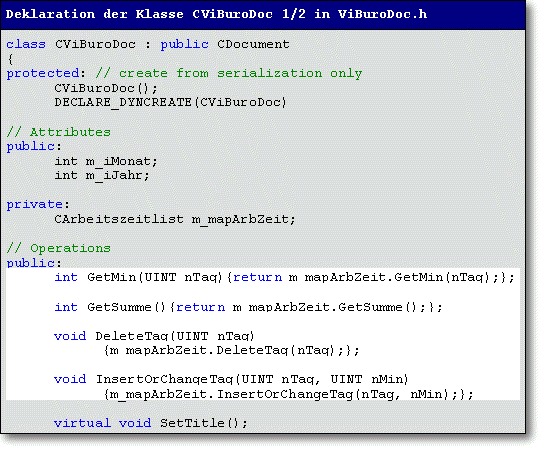 Deklaration der Klasse CViBuroDoc 1/2 in ViBuroDoc.h
class CViBuroDoc : public CDocument
{
protected: // create from serialization only
CViBuroDoc();
DECLARE_DYNCREATE(CViBuroDoc)
// Attributes
public:
int m_iMonat;
int m_iJahr;
private:
CArbeitszeitlist m_mapArbZeit;
// Operations
public:
int GetMin(UINT nTag){return m_mapArbZeit.GetMin(nTag);};
int GetSumme(){return m_mapArbZeit.GetSumme();};
void DeleteTag(UINT nTag)
{m_mapArbZeit.DeleteTag(nTag);};
void InsertOrChangeTag(UINT nTag, UINT nMin)
{m_mapArbZeit.InsertOrChangeTag(nTag, nMin);};
virtual void SetTitle();